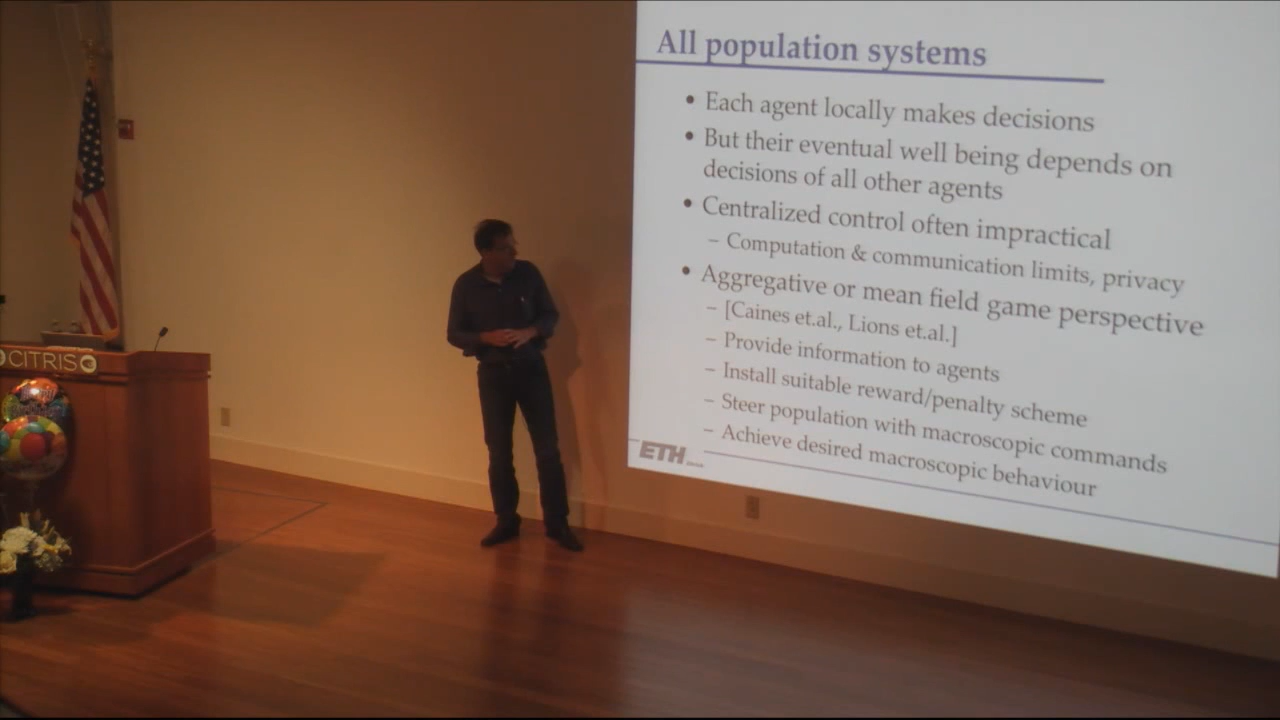 All population systems
• Each agent locally makes decisions
• But their eventual well being depends on
decisions of all other agents
• Centralized control often impractical
– Computation & communication limits, privacy
• Aggregative or mean field game perspective
– [Caines et.al., Lions et.al.]
– Provide information to agents
– Install suitable reward/penalty scheme
– Steer population with macroscopic commands
– Achieve desired macroscopic behaviour
ETH
CITRIS